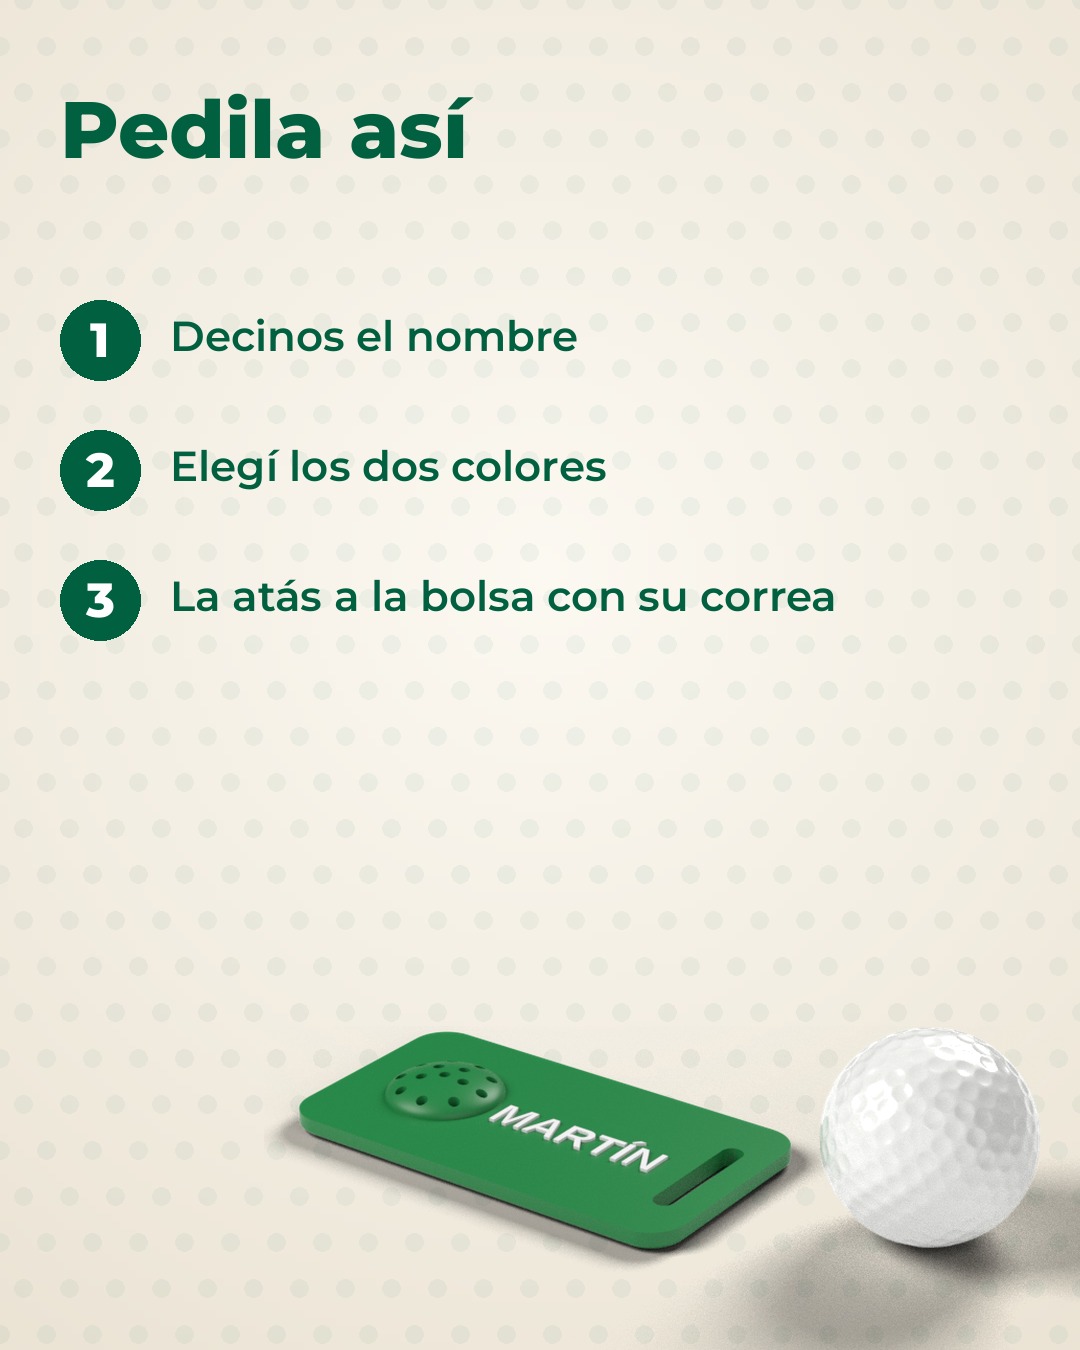 Pedila así
1 Decinos el nombre
2 Elegí los dos colores
3 La atás a la bolsa con su correa
MARTÍN